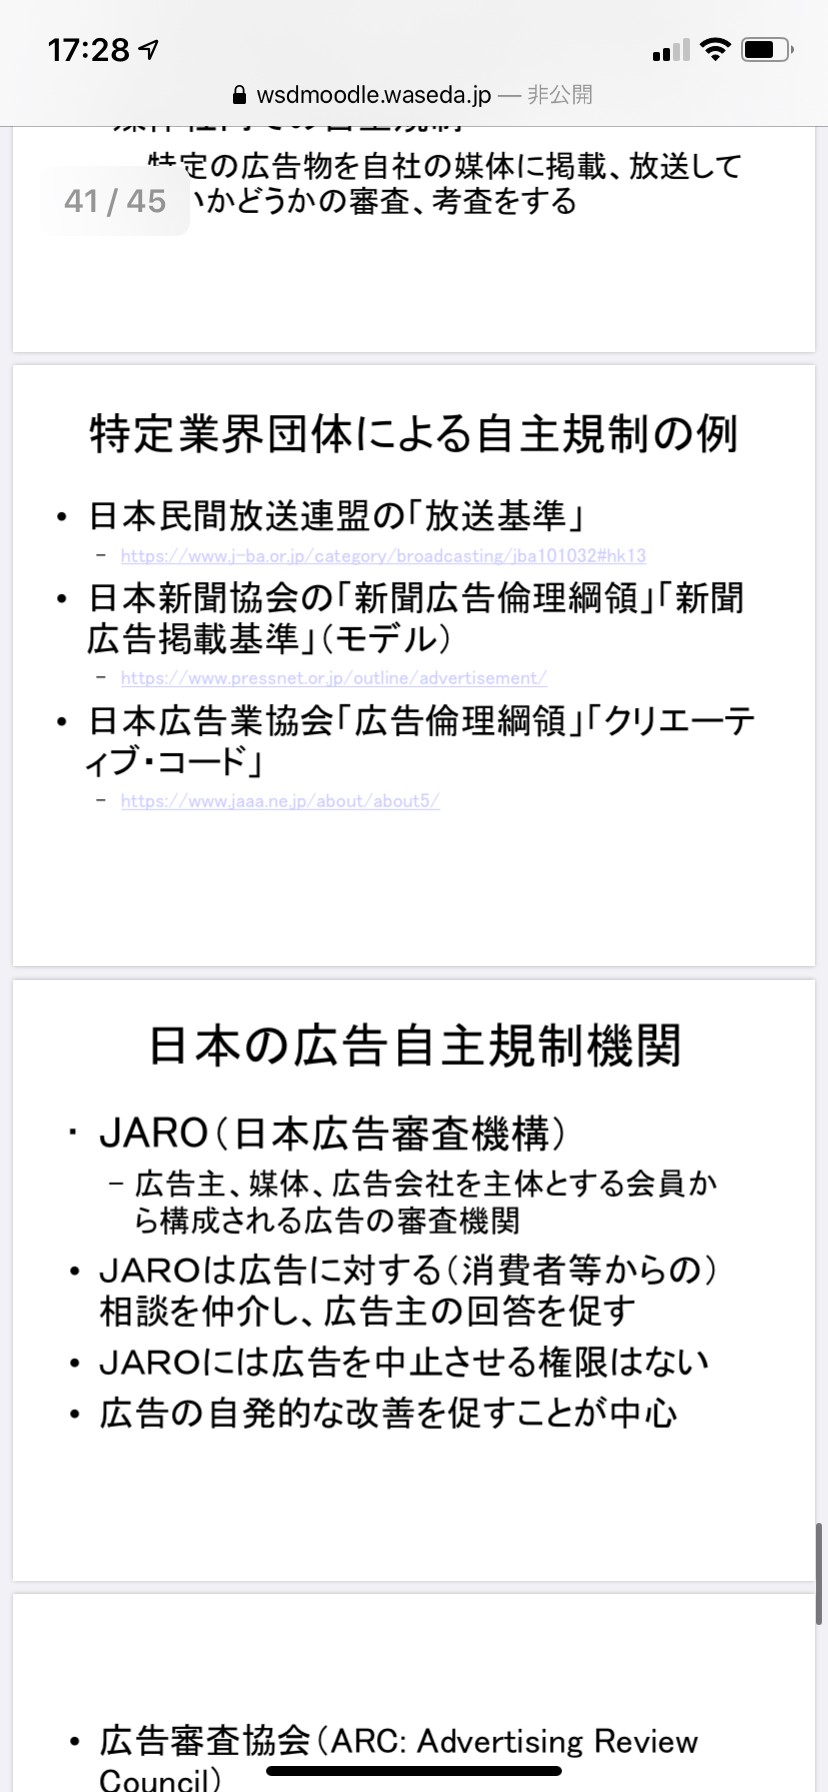 17:28
wsdmoodle.waseda.jp — 非公開
特定の広告物を自社の媒体に掲載、放送して
41 / 45
いかどうかの審査、考査をする
特定業界団体による自主規制の例
• 日本民間放送連盟の「放送基準」
– https://www.j-ba.or.jp/category/broadcasting/jba101032#hk13
• 日本新聞協会の「新聞広告倫理綱領」「新聞
広告掲載基準」（モデル）
– https://www.pressnet.or.jp/outline/advertisement/
• 日本広告業協会「広告倫理綱領」「クリエーテ
ィブ・コード」
– https://www.jaaa.ne.jp/about/about5/
日本の広告自主規制機関
・ JARO（日本広告審査機構）
– 広告主、媒体、広告会社を主体とする会員か
ら構成される広告の審査機関
• JAROは広告に対する（消費者等からの）
相談を仲介し、広告主の回答を促す
• JAROには広告を中止させる権限はない
• 広告の自発的な改善を促すことが中心
• 広告審査協会（ARC: Advertising Review
Council）